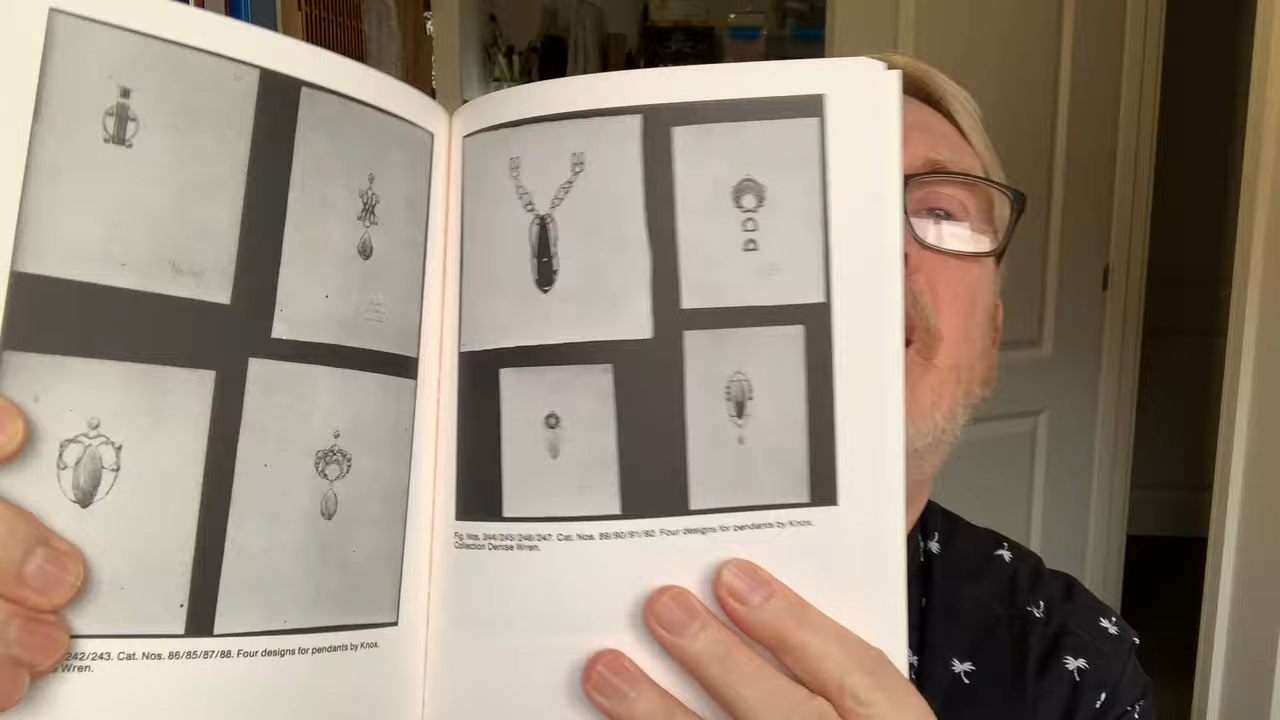 242/243. Cat. Nos. 86/85/87/88. Four designs for pendants by Knox.
Wren.
Fig. Nos. 244/245/246/247. Cat. Nos. 89/90/91/92. Four designs for pendants by Knox.
Collection Denise Wren.